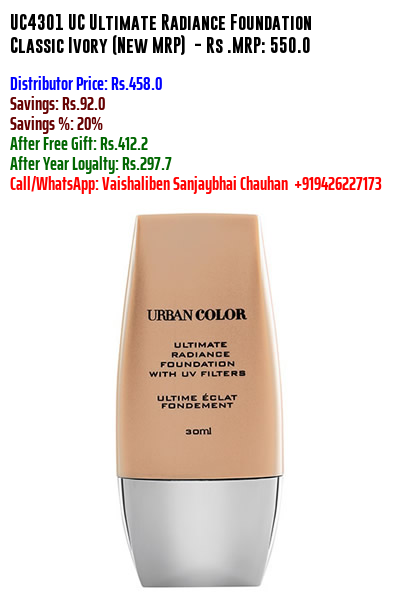 UC4301 UC Ultimate Radiance Foundation
Classic Ivory (New MRP) - Rs .MRP: 550.0
Distributor Price: Rs.458.0
Savings: Rs.92.0
Savings %: 20%
After Free Gift: Rs.412.2
After Year Loyalty: Rs.297.7
Call/WhatsApp: Vaishaliben Sanjaybhai Chauhan +919426227173
URBAN COLOR
ULTIMATE
RADIANCE
FOUNDATION
WITH UV FILTERS
ULTIME ÉCLAT
FONDEMENT
30ml